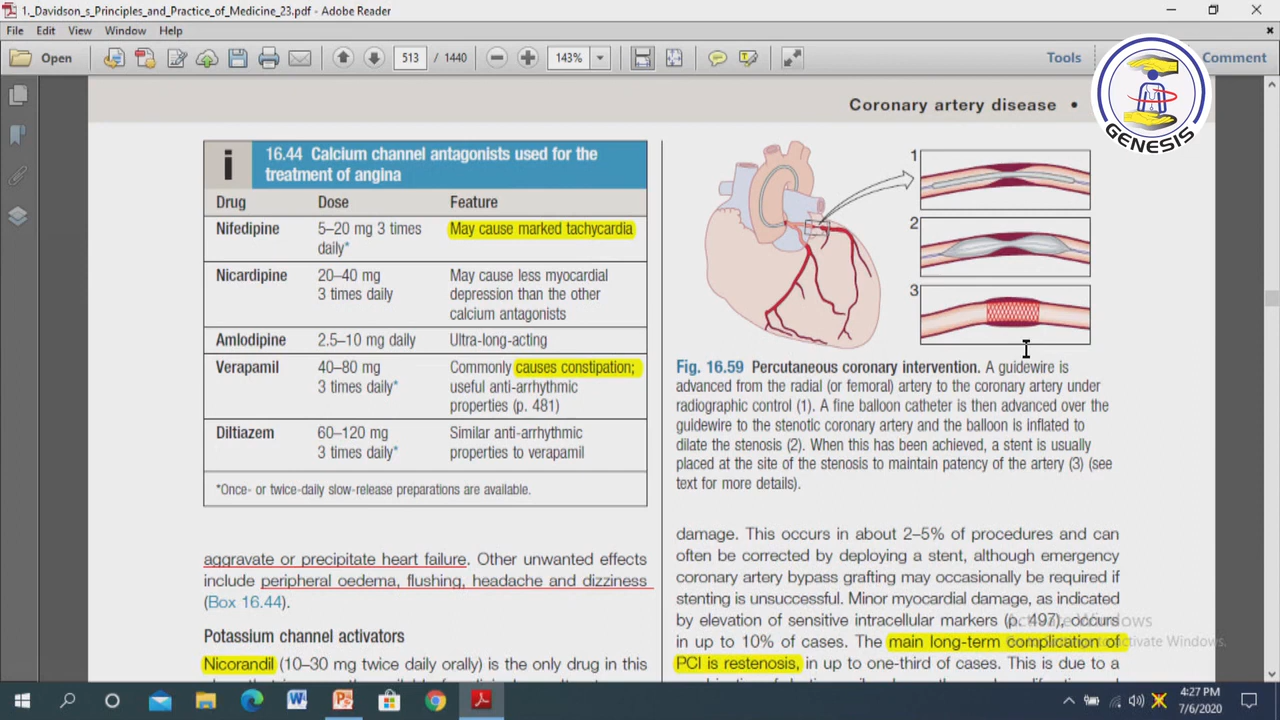 1._Davidson_s_Principles_and_Practice_of_Medicine_23.pdf - Adobe Reader
File Edit View Window Help
Open 513 / 1440 143% Tools Comment
GENESIS
Coronary artery disease •
i 16.44 Calcium channel antagonists used for the
treatment of angina
Drug Dose Feature
Nifedipine 5–20 mg 3 times May cause marked tachycardia
daily*
Nicardipine 20–40 mg May cause less myocardial
3 times daily depression than the other
calcium antagonists
Amlodipine 2.5–10 mg daily Ultra-long-acting
Verapamil 40–80 mg Commonly causes constipation;
3 times daily* useful anti-arrhythmic
properties (p. 481)
Diltiazem 60–120 mg Similar anti-arrhythmic
3 times daily* properties to verapamil
*Once- or twice-daily slow-release preparations are available.
aggravate or precipitate heart failure. Other unwanted effects
include peripheral oedema, flushing, headache and dizziness
(Box 16.44).
Potassium channel activators
Nicorandil (10–30 mg twice daily orally) is the only drug in this
1
2
3
Fig. 16.59 Percutaneous coronary intervention. A guidewire is
advanced from the radial (or femoral) artery to the coronary artery under
radiographic control (1). A fine balloon catheter is then advanced over the
guidewire to the stenotic coronary artery and the balloon is inflated to
dilate the stenosis (2). When this has been achieved, a stent is usually
placed at the site of the stenosis to maintain patency of the artery (3) (see
text for more details).
damage. This occurs in about 2–5% of procedures and can
often be corrected by deploying a stent, although emergency
coronary artery bypass grafting may occasionally be required if
stenting is unsuccessful. Minor myocardial damage, as indicated
by elevation of sensitive intracellular markers (p. 497), occurs
in up to 10% of cases. The main long-term complication of
PCI is restenosis, in up to one-third of cases. This is due to a
Activate Windows
4:27 PM
7/6/2020